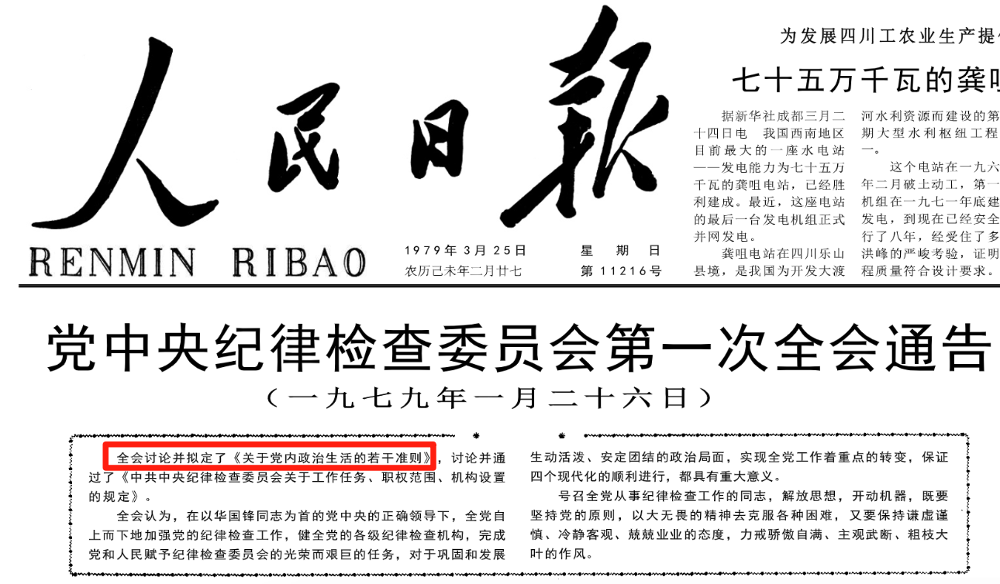 人民日報
RENMIN RIBAO
1979年3月25日
星期日
农历己未年二月廿七
第11216号
为发展四川工农业生产提
七十五万千瓦的龚
据新华社成都三月二
十四日电 我国西南地区
目前最大的一座水电站
——发电能力为七十五万
千瓦的龚咀电站，已经胜
利建成。最近，这座电站
的最后一台发电机组正式
并网发电。
龚咀电站在四川乐山
县境，是我国为开发大渡
河水利资源而建设的第
期大型水利枢纽工程
一。
这个电站在一九六
年二月破土动工，第一
机组在一九七一年底建
发电，到现在已经安全
行了八年，经受住了多
洪峰的严峻考验，证明
程质量符合设计要求。
党中央纪律检查委员会第一次全会通告
（一九七九年一月二十六日）
全会讨论并拟定了《关于党内政治生活的若干准则》，讨论并通
过了《中共中央纪律检查委员会关于工作任务、职权范围、机构设置
的规定》。
全会认为，在以华国锋同志为首的党中央的正确领导下，全党自
上而下地加强党的纪律检查工作，健全党的各级纪律检查机构，完成
党和人民赋予纪律检查委员会的光荣而艰巨的任务，对于巩固和发展
生动活泼、安定团结的政治局面，实现全党工作着重点的转变，保证
四个现代化的顺利进行，都具有重大意义。
号召全党从事纪律检查工作的同志，解放思想，开动机器，既要
坚持党的原则，以大无畏的精神去克服各种困难，又要保持谦虚谨
慎、冷静客观、兢兢业业的态度，力戒骄傲自满、主观武断、粗枝大
叶的作风。